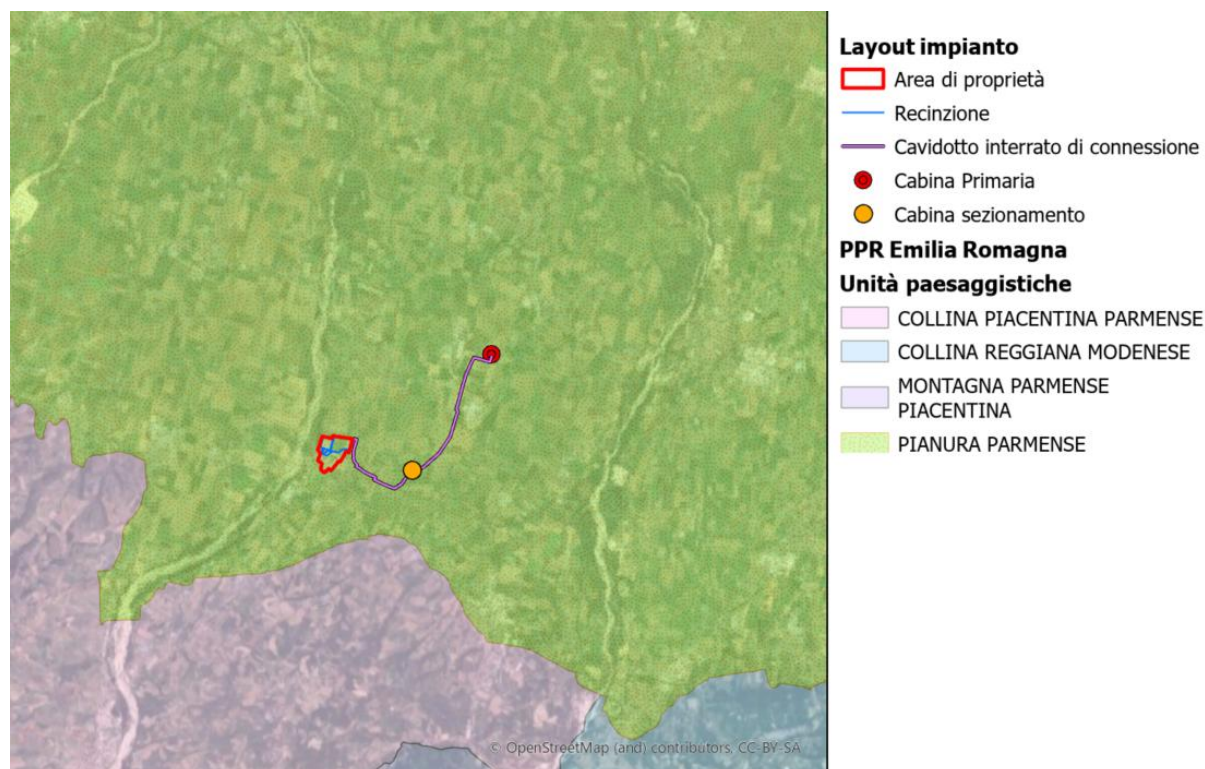 Layout impianto
Area di proprietà
Recinzione
Cavidotto interrato di connessione
Cabina Primaria
Cabina sezionamento
PPR Emilia Romagna
Unità paesaggistiche
COLLINA PIACENTINA PARMENSE
COLLINA REGGIANA MODENESE
MONTAGNA PARMENSE
PIACENTINA
PIANURA PARMENSE
© OpenStreetMap (and) contributors, CC-BY-SA